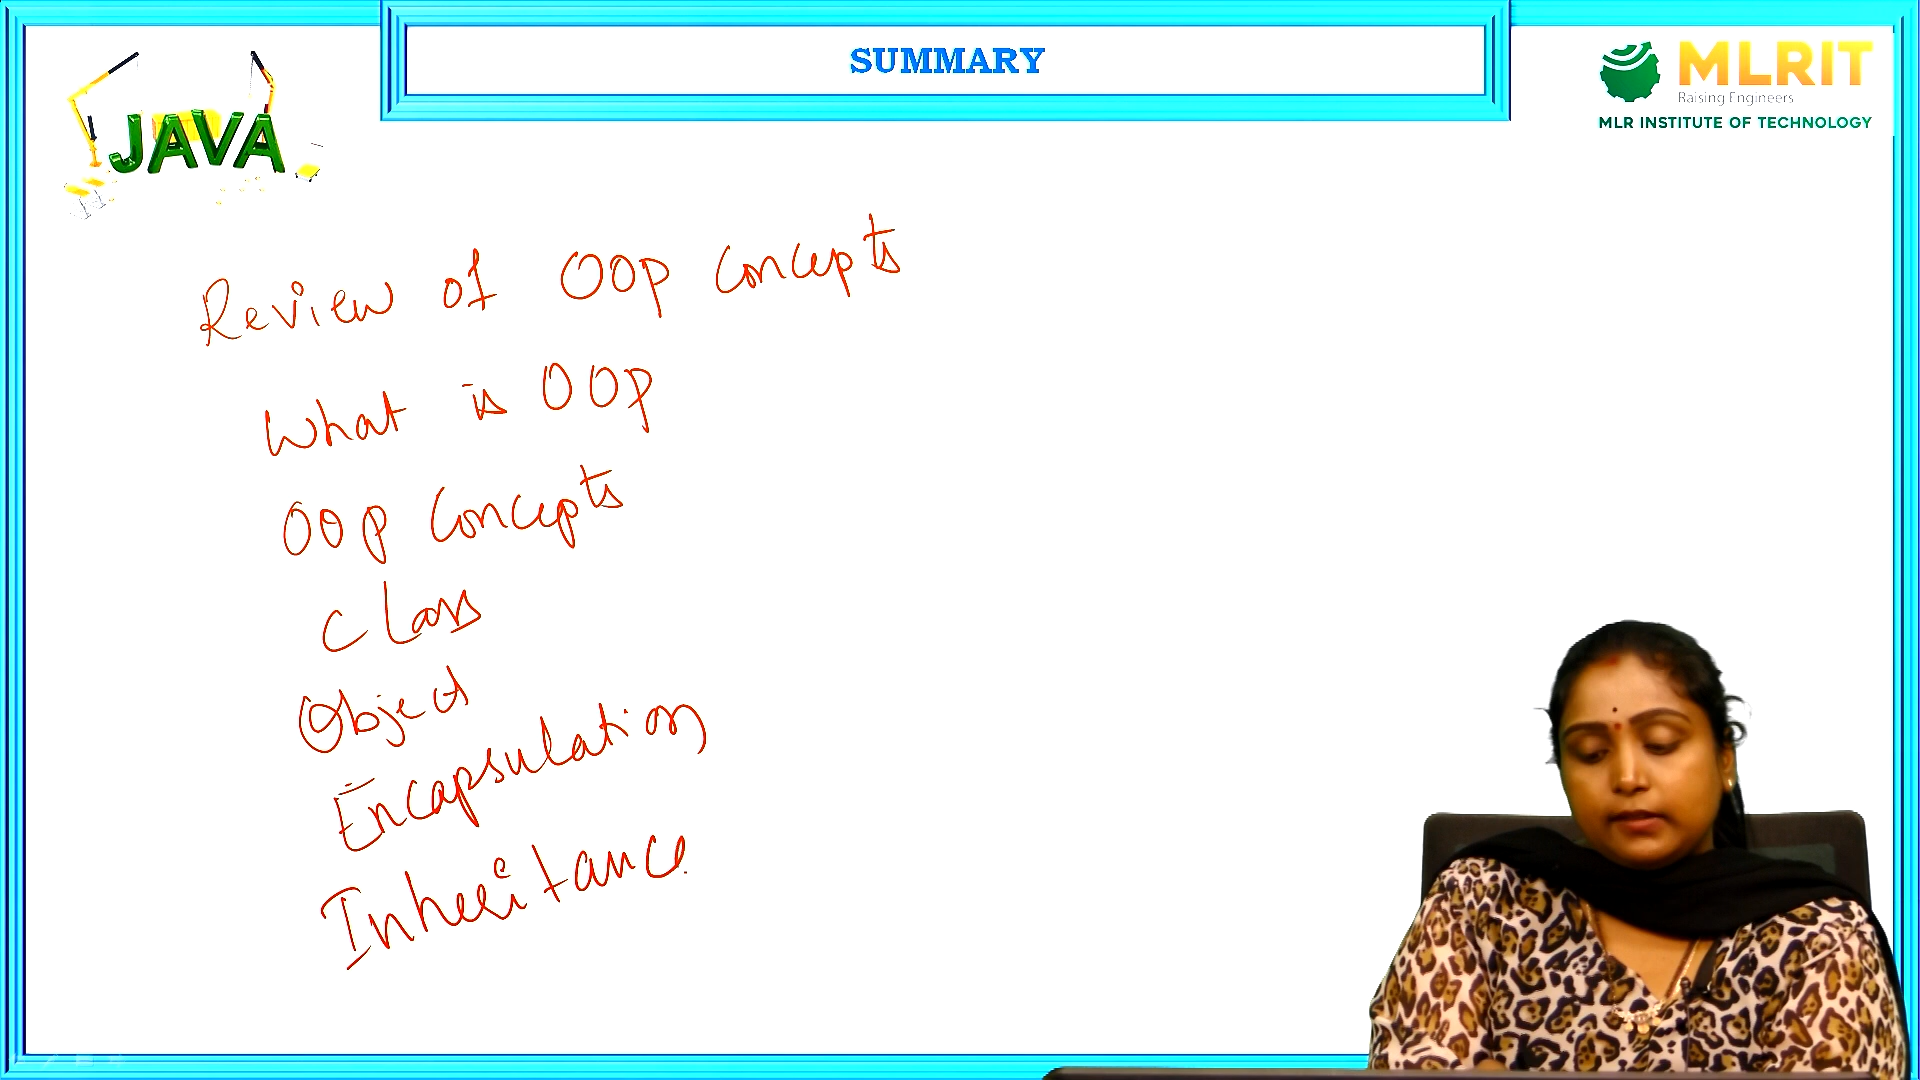 SUMMARY
JAVA
MLRIT
Raising Engineers
MLR INSTITUTE OF TECHNOLOGY
Review of OOP Concepts
What is OOP
OOP Concepts
Class
Object
Encapsulation
Inheritance